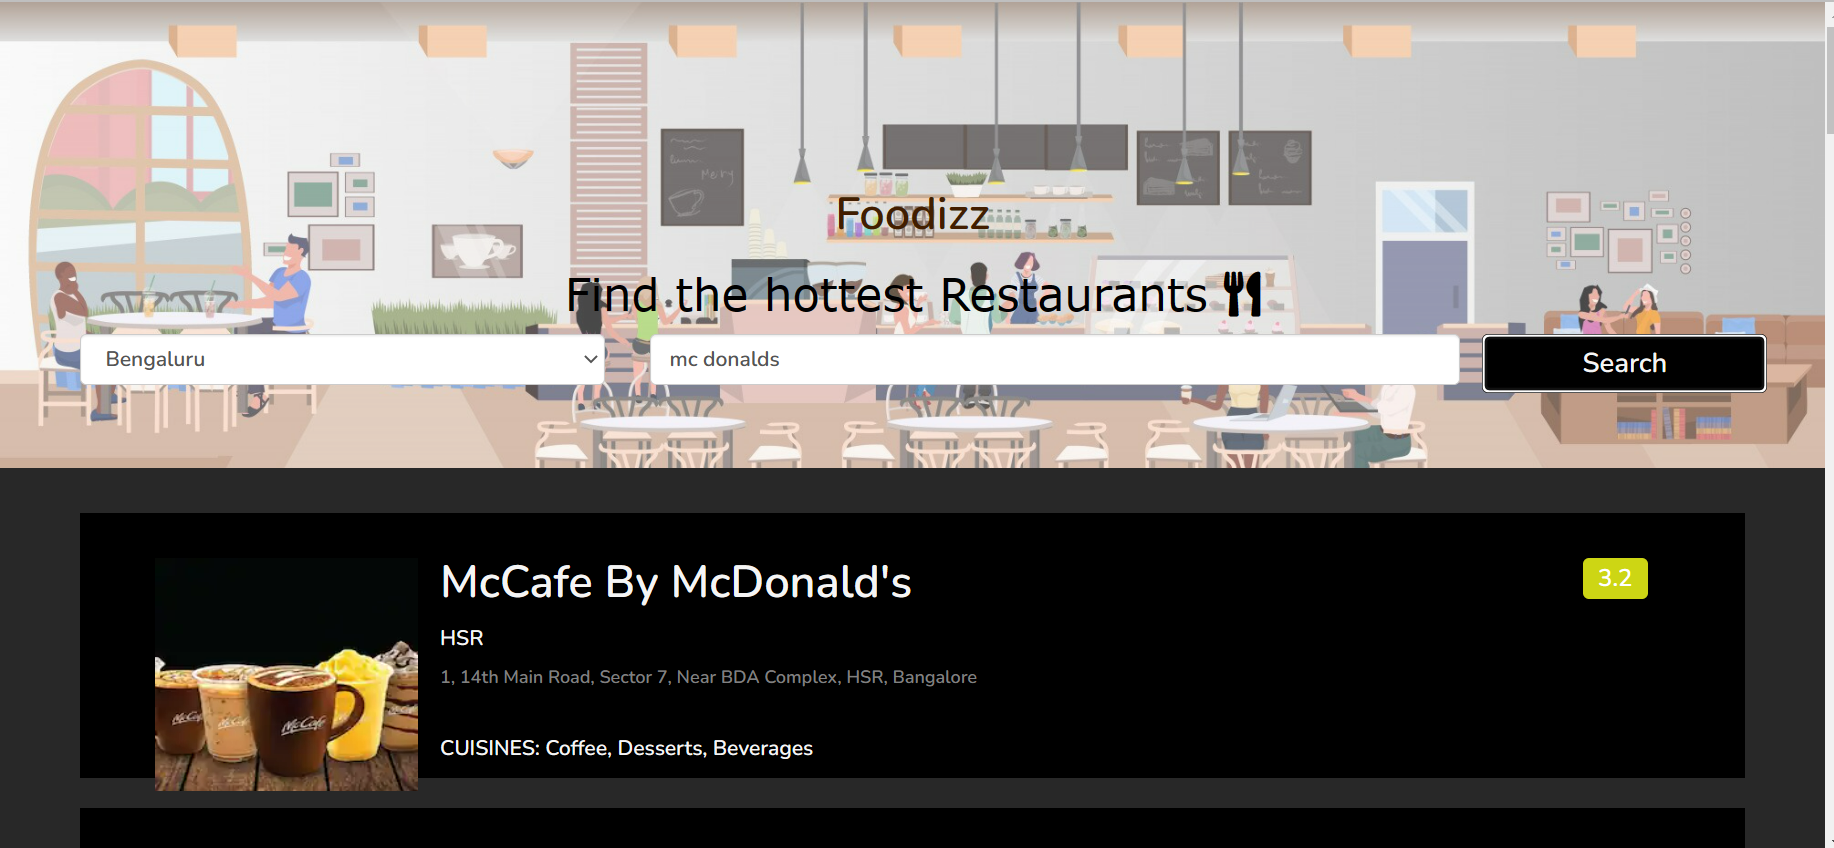 Foodizz
Find the hottest Restaurants
Bengaluru
mc donalds
Search
McCafe By McDonald's
3.2
HSR
1, 14th Main Road, Sector 7, Near BDA Complex, HSR, Bangalore
CUISINES: Coffee, Desserts, Beverages
McCafe